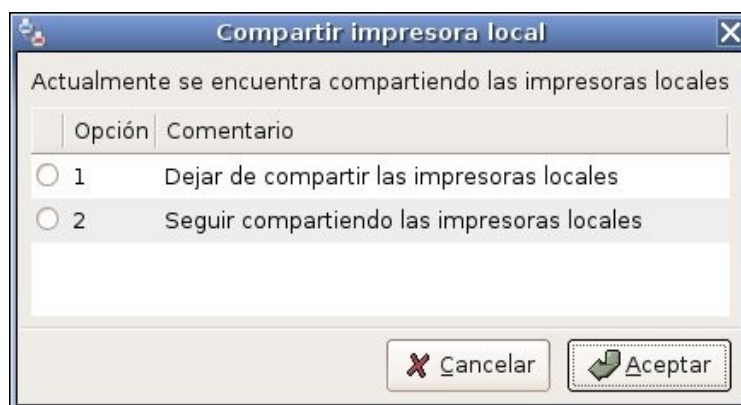 Compartir impresora local
Actualmente se encuentra compartiendo las impresoras locales
Opción Comentario
1 Dejar de compartir las impresoras locales
2 Seguir compartiendo las impresoras locales
Cancelar Aceptar